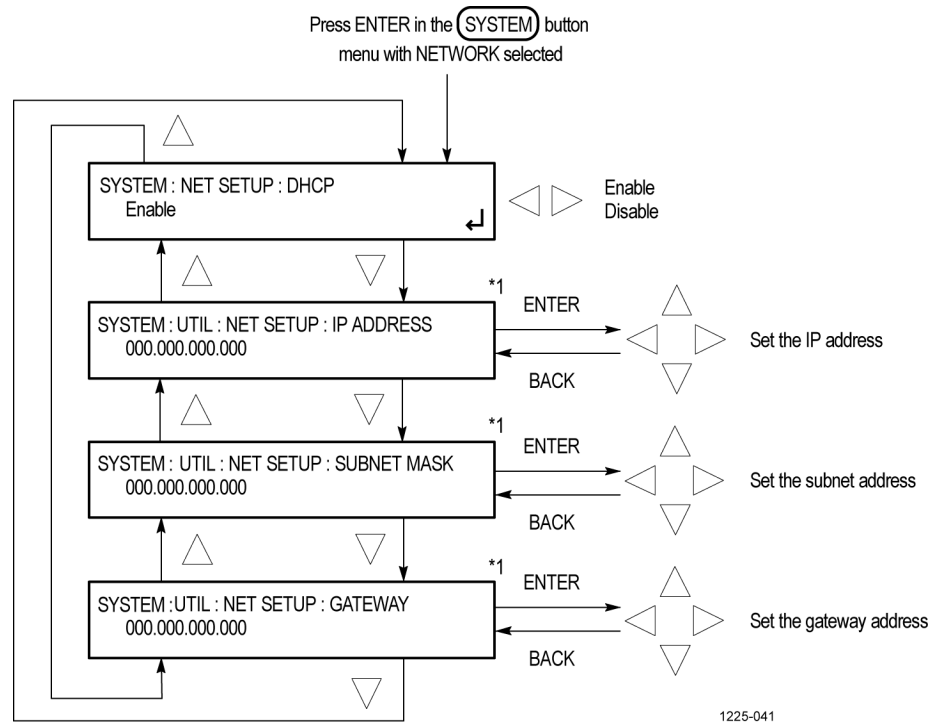 Press ENTER in the SYSTEM button
menu with NETWORK selected
SYSTEM : NET SETUP : DHCP
Enable
Enable
Disable
*1
ENTER
SYSTEM : UTIL : NET SETUP : IP ADDRESS
000.000.000.000
Set the IP address
BACK
*1
ENTER
SYSTEM : UTIL : NET SETUP : SUBNET MASK
000.000.000.000
Set the subnet address
BACK
*1
ENTER
SYSTEM : UTIL : NET SETUP : GATEWAY
000.000.000.000
Set the gateway address
BACK
1225-041